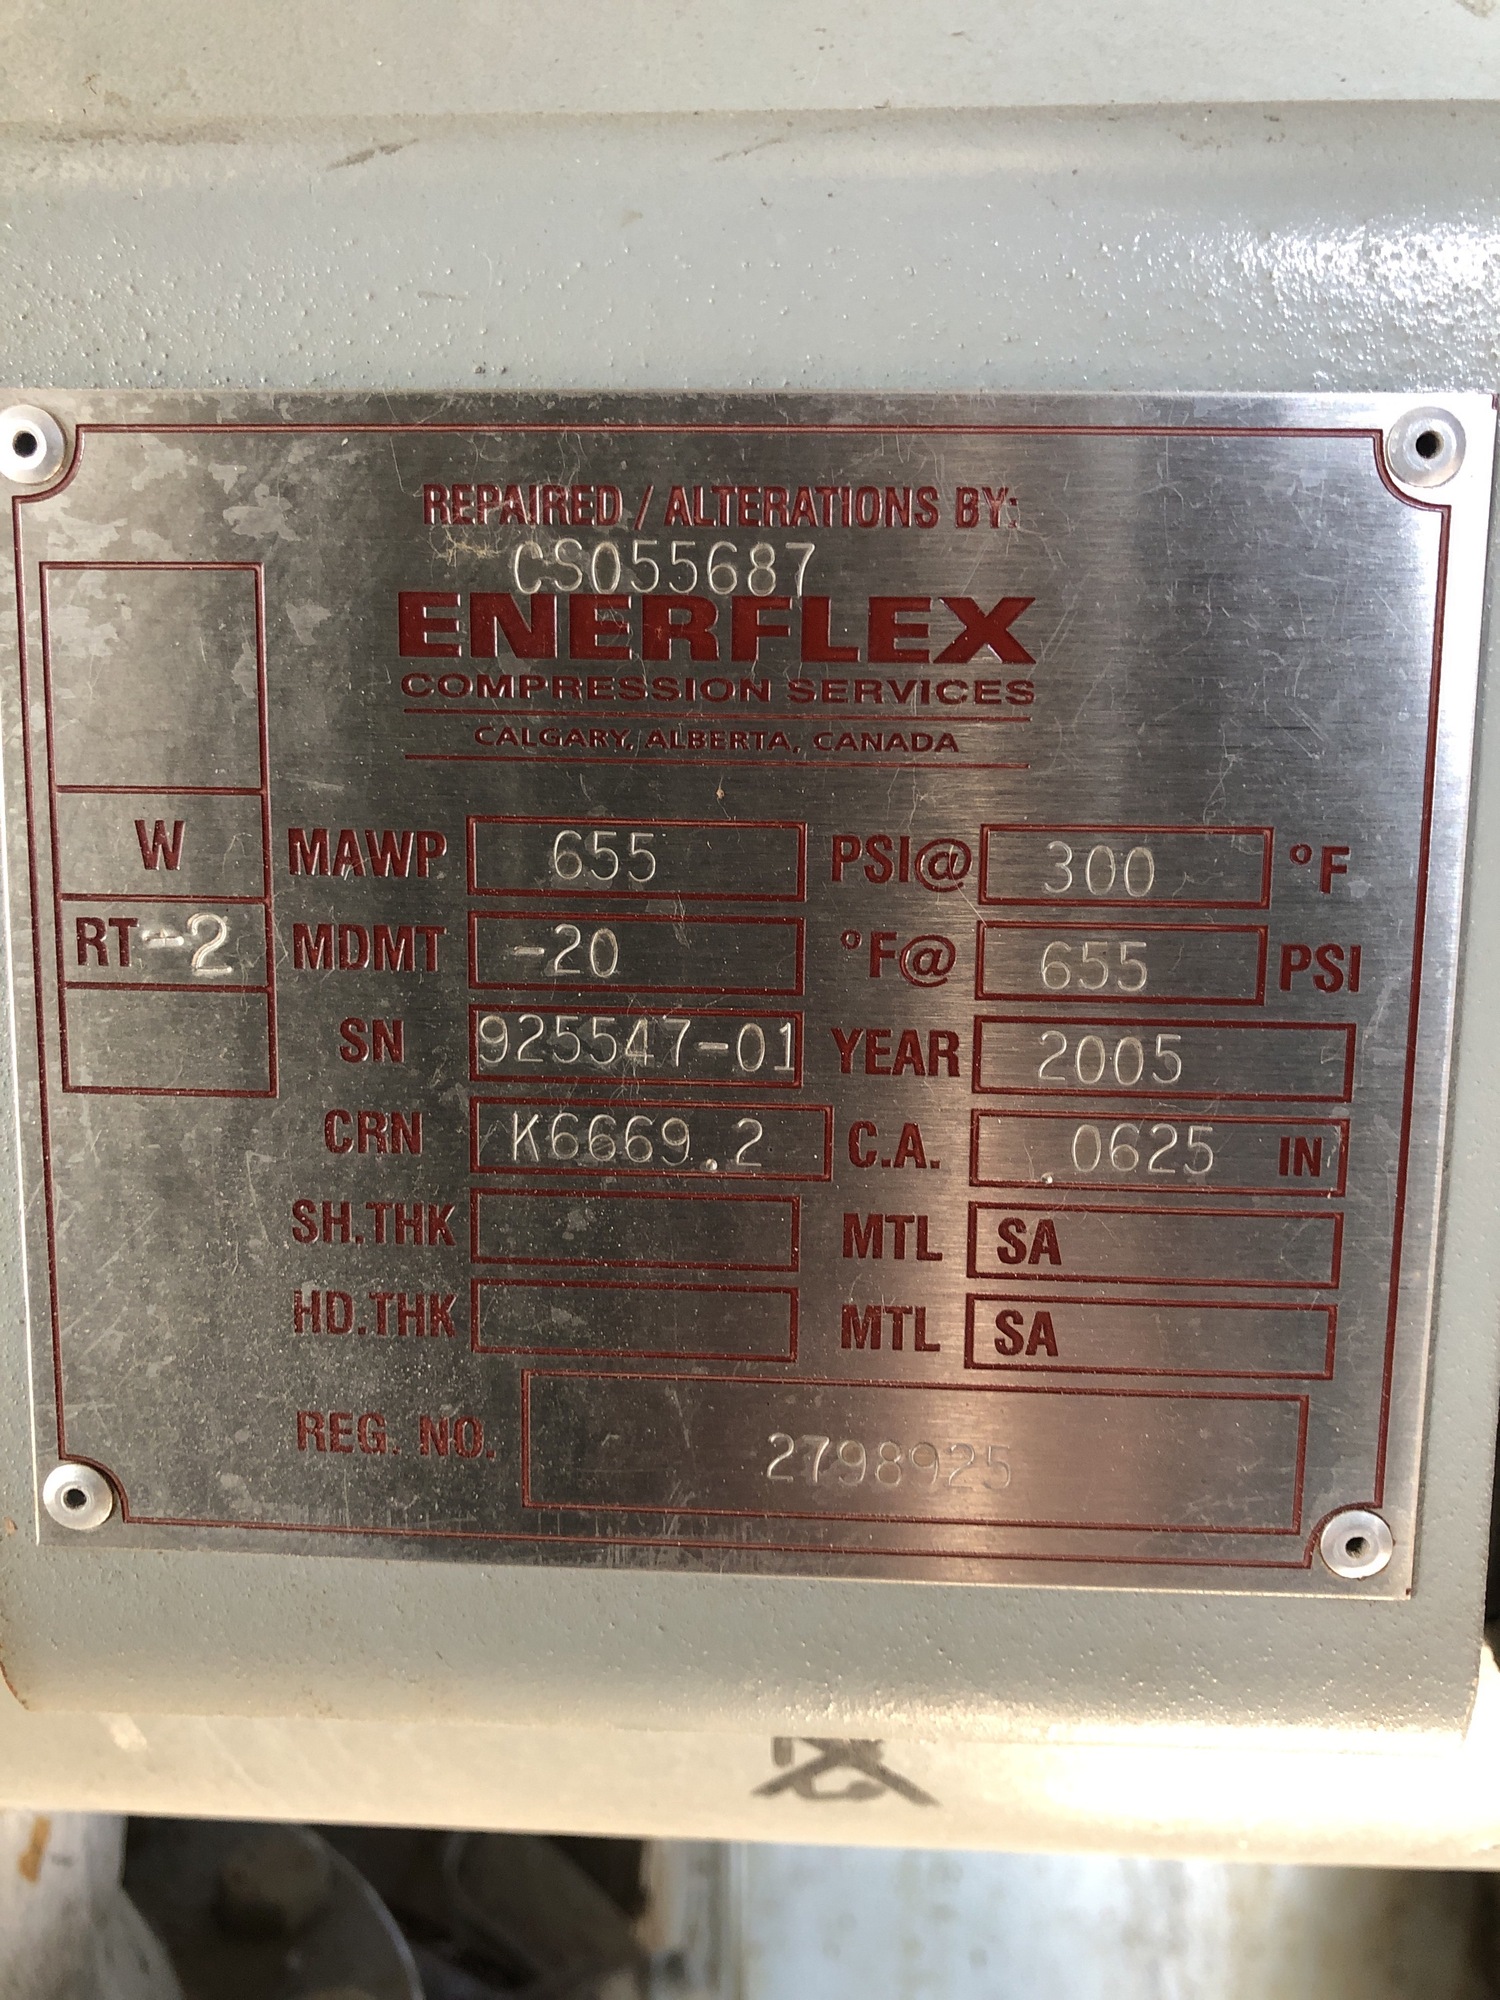 REPAIRED / ALTERATIONS BY:
CS055687
ENERFLEX
COMPRESSION SERVICES
CALGARY, ALBERTA, CANADA
W MAWP 655 PSI@ 300 °F
RT-2 MDMT -20 °F@ 655 PSI
SN 925547-01 YEAR 2005
CRN K6669.2 C.A. .0625 IN
SH.THK MTL SA
HD.THK MTL SA
REG. NO. 2798925